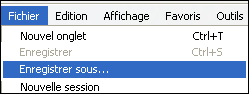 Fichier Edition Affichage Favoris Outils
Nouvel onglet Ctrl+T
Enregistrer Ctrl+S
Enregistrer sous...
Nouvelle session